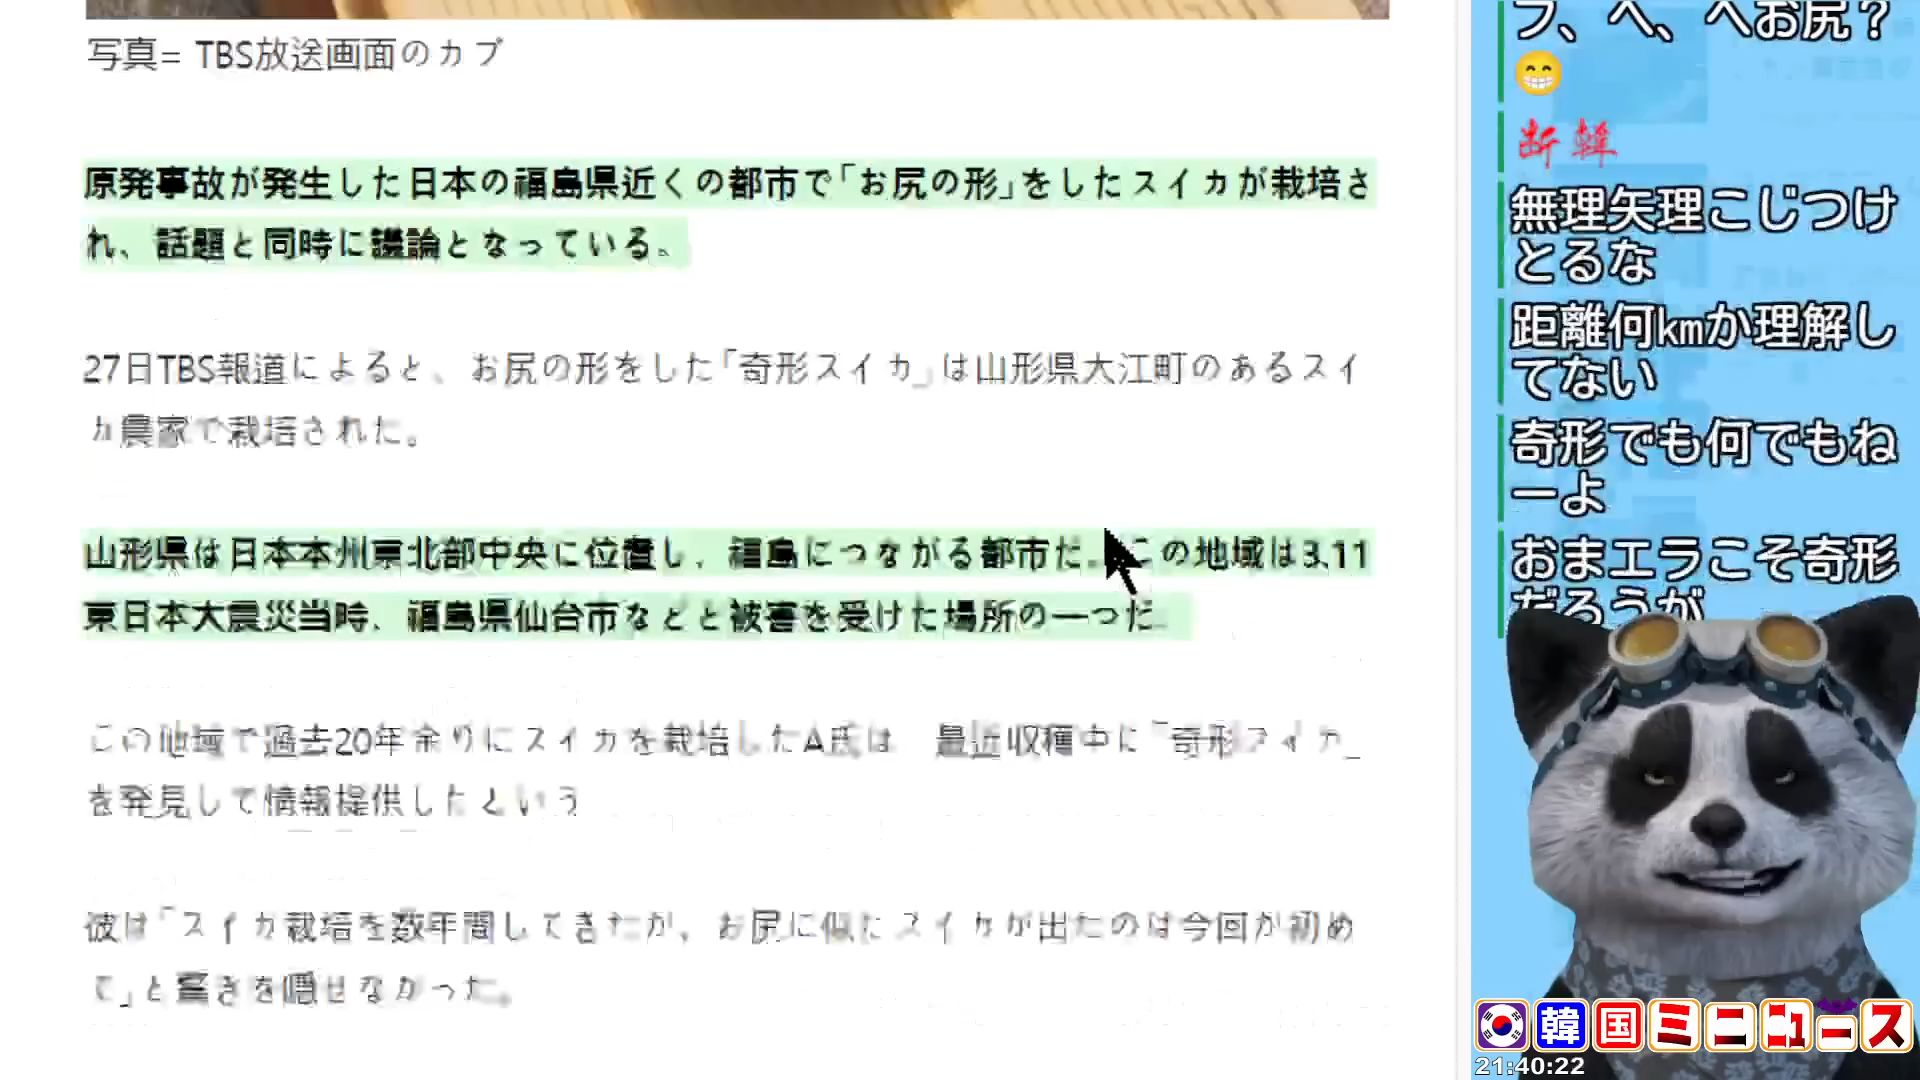 写真= TBS放送画面のカプ
原発事故が発生した日本の福島県近くの都市で「お尻の形」をしたスイカが栽培さ
れ、話題と同時に議論となっている。
27日TBS報道によると、お尻の形をした「奇形スイカ」は山形県大江町のあるスイ
カ農家で栽培された。
山形県は日本本州東北部中央に位置し、福島につながる都市だ。この地域は3.11
東日本大震災当時、福島県仙台市などと被害を受けた場所の一つだ。
この地域で過去20年余りにスイカを栽培したA氏は 最近収穫中に「奇形スイカ」
を発見して情報提供したという
彼は「スイカ栽培を数年間してきたが、お尻に似たスイカが出たのは今回が初め
て」と驚きを隠せなかった。
フ、へ、へお尻？
😁
断韓
無理矢理こじつけ
とるな
距離何kmか理解し
てない
奇形でも何でもね
ーよ
おまエラこそ奇形
だろうが
韓国ミニニュース
21:40:22